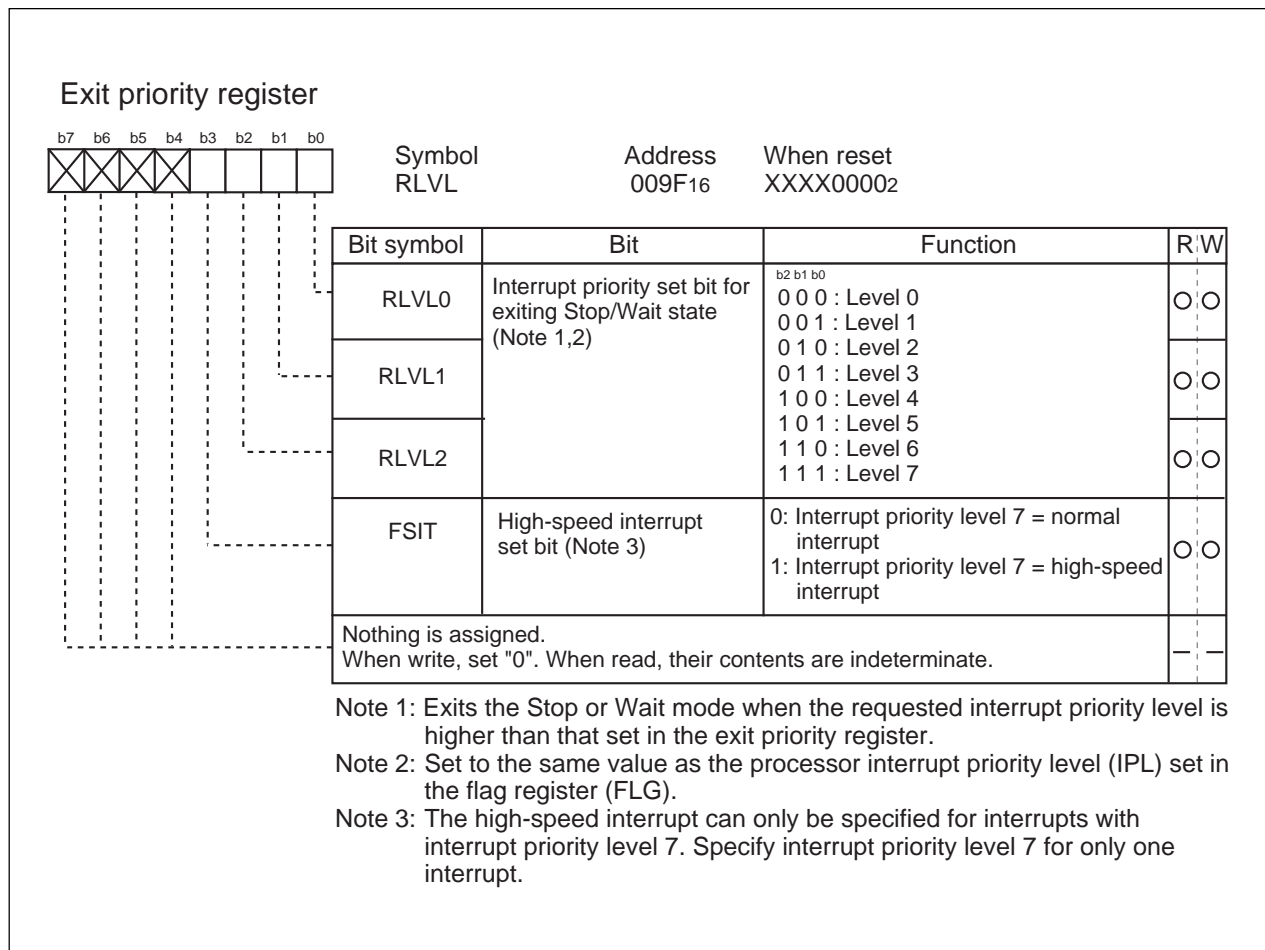 Exit priority register
b7 b6 b5 b4 b3 b2 b1 b0
Symbol Address When reset
RLVL 009F16 XXXX00002
Bit symbol Bit Function R W
RLVL0 Interrupt priority set bit for exiting Stop/Wait state (Note 1,2)
b2 b1 b0
0 0 0 : Level 0
0 0 1 : Level 1
0 1 0 : Level 2
0 1 1 : Level 3
1 0 0 : Level 4
1 0 1 : Level 5
1 1 0 : Level 6
1 1 1 : Level 7
RLVL1
RLVL2
FSIT High-speed interrupt set bit (Note 3)
0: Interrupt priority level 7 = normal
interrupt
1: Interrupt priority level 7 = high-speed
interrupt
Nothing is assigned.
When write, set "0". When read, their contents are indeterminate.
Note 1: Exits the Stop or Wait mode when the requested interrupt priority level is
higher than that set in the exit priority register.
Note 2: Set to the same value as the processor interrupt priority level (IPL) set in
the flag register (FLG).
Note 3: The high-speed interrupt can only be specified for interrupts with
interrupt priority level 7. Specify interrupt priority level 7 for only one
interrupt.